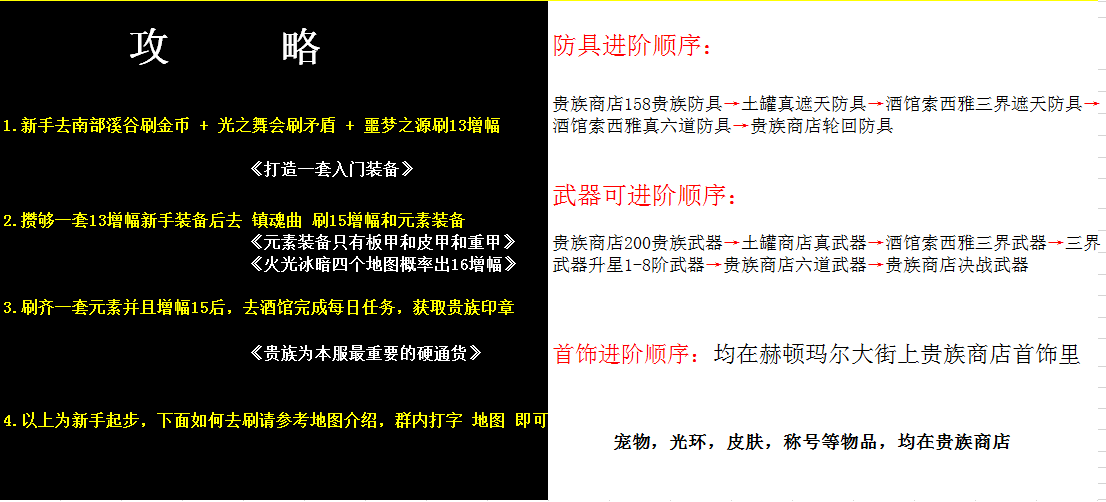 攻 略
1.新手去南部溪谷刷金币 + 光之舞会刷矛盾 + 噩梦之源刷13增幅
《打造一套入门装备》
2.攒够一套13增幅新手装备后去 镇魂曲 刷15增幅和元素装备
《元素装备只有板甲和皮甲和重甲》
《火光冰暗四个地图概率出16增幅》
3.刷齐一套元素并且增幅15后，去酒馆完成每日任务，获取贵族印章
《贵族为本服最重要的硬通货》
4.以上为新手起步，下面如何去刷请参考地图介绍，群内打字 地图 即可
防具进阶顺序：
贵族商店158贵族防具→土罐真遮天防具→酒馆索西雅三界遮天防具→
酒馆索西雅真六道防具→贵族商店轮回防具
武器可进阶顺序：
贵族商店200贵族武器→土罐商店真武器→酒馆索西雅三界武器→三界
武器升星1-8阶武器→贵族商店六道武器→贵族商店决战武器
首饰进阶顺序：均在赫顿玛尔大街上贵族商店首饰里
宠物，光环，皮肤，称号等物品，均在贵族商店